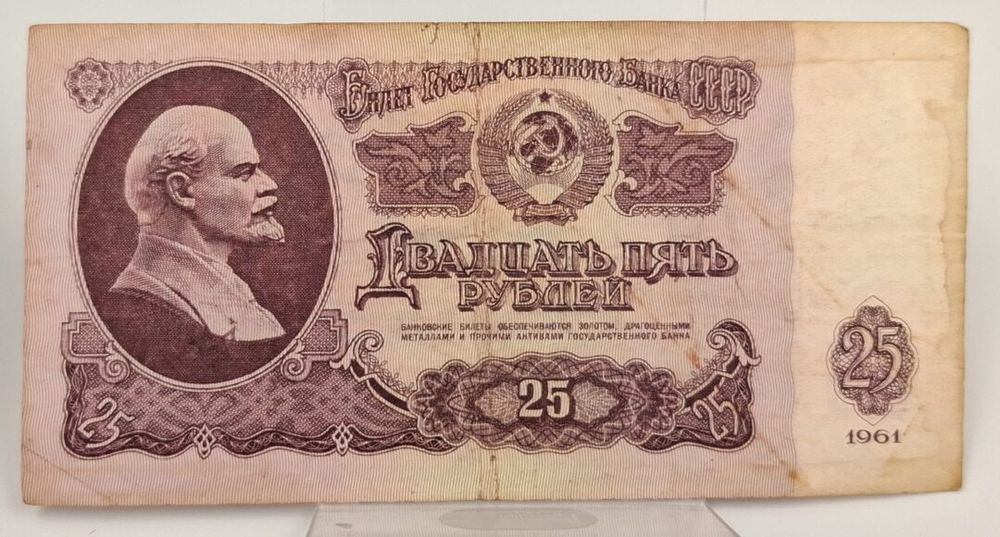 Билет Государственного Банка СССР
Двадцать пять
рублей
БАНКОВСКИЕ БИЛЕТЫ ОБЕСПЕЧИВАЮТСЯ ЗОЛОТОМ, ДРАГОЦЕННЫМИ
МЕТАЛЛАМИ И ПРОЧИМИ АКТИВАМИ ГОСУДАРСТВЕННОГО БАНКА
25
1961
25
25
25